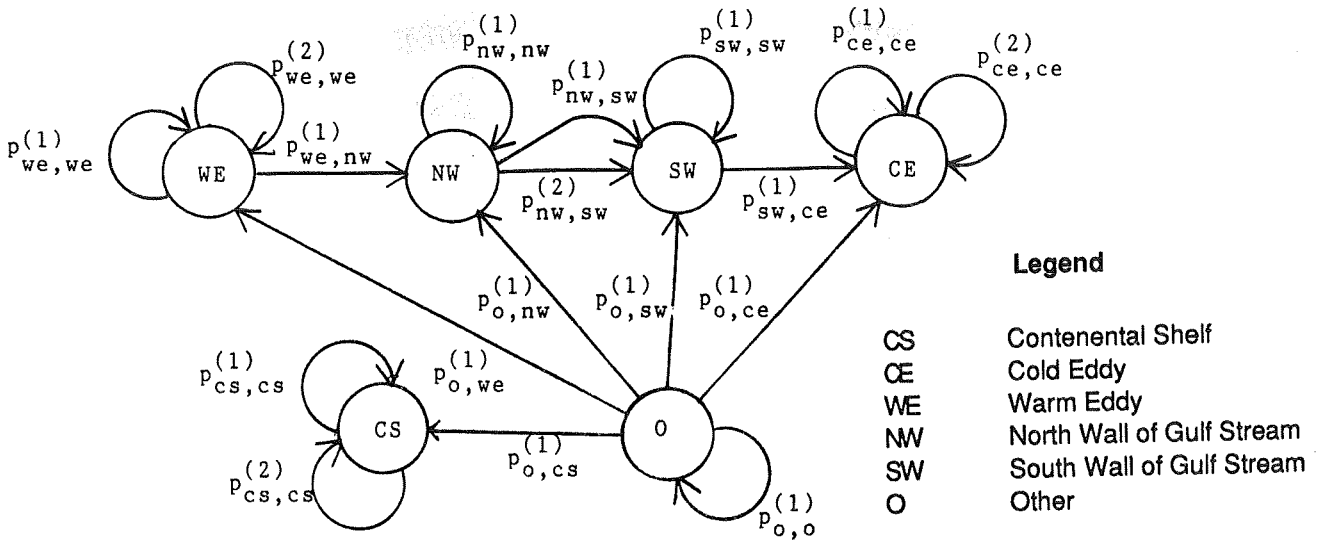 p(2)we,we
p(1)nw,nw
p(1)sw,sw
p(1)ce,ce
p(2)ce,ce
p(1)we,we
p(1)we,nw
p(1)nw,sw
WE
NW
SW
CE
p(2)nw,sw
p(1)sw,ce
p(1)o,nw
p(1)o,sw
p(1)o,ce
p(1)cs,cs
p(1)o,we
CS
O
p(2)cs,cs
p(1)o,cs
p(1)o,o
Legend
CS Contenental Shelf
CE Cold Eddy
WE Warm Eddy
NW North Wall of Gulf Stream
SW South Wall of Gulf Stream
O Other